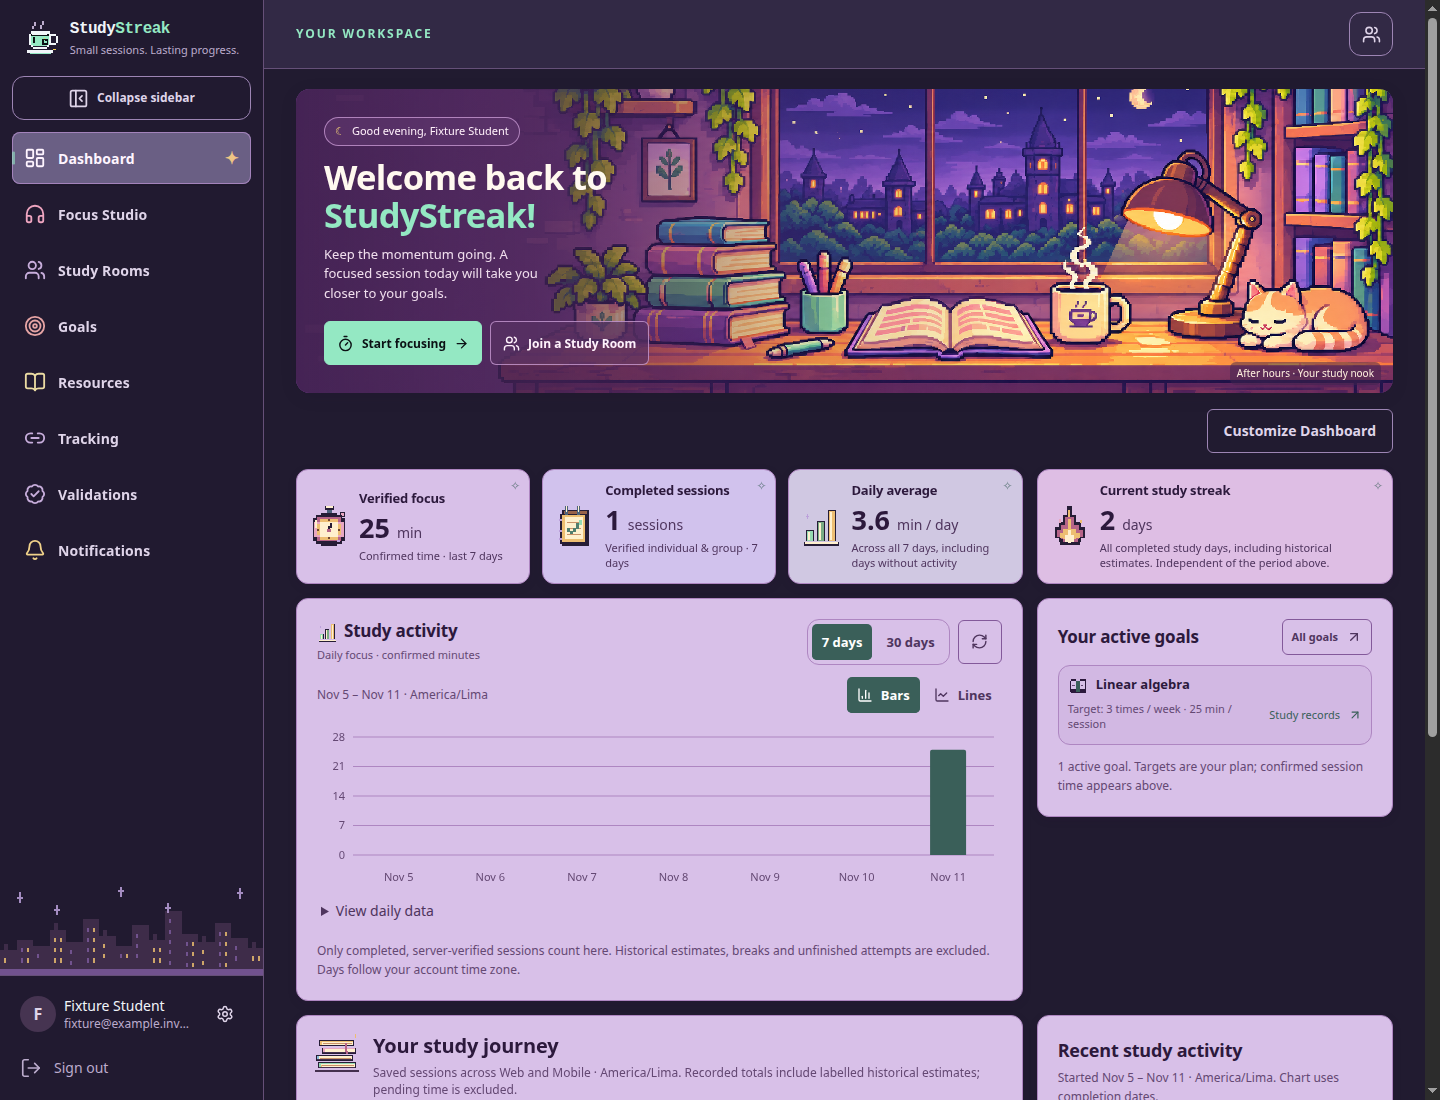 StudyStreak
Small sessions. Lasting progress.
Collapse sidebar
Dashboard
Focus Studio
Study Rooms
Goals
Resources
Tracking
Validations
Notifications
Fixture Student
F
fixture@example.inv...
Sign out
YOUR WORKSPACE
Good evening, Fixture Student
Welcome back to
StudyStreak!
Keep the momentum going. A
focused session today will take you
closer to your goals.
Start focusing
Join a Study Room
After hours · Your study nook
Customize Dashboard
Verified focus
25 min
Confirmed time · last 7 days
Completed sessions
1 sessions
Verified individual & group · 7
days
Daily average
3.6 min / day
Across all 7 days, including
days without activity
Current study streak
2 days
All completed study days, including historical
estimates. Independent of the period above.
Study activity
Daily focus · confirmed minutes
7 days
30 days
Nov 5 – Nov 11 · America/Lima
Bars
Lines
28
21
14
7
0
Nov 5
Nov 6
Nov 7
Nov 8
Nov 9
Nov 10
Nov 11
View daily data
Only completed, server-verified sessions count here. Historical estimates, breaks and unfinished attempts are excluded.
Days follow your account time zone.
Your active goals
All goals
Linear algebra
Target: 3 times / week · 25 min /
session
Study records
1 active goal. Targets are your plan; confirmed session
time appears above.
Your study journey
Saved sessions across Web and Mobile · America/Lima. Recorded totals include labelled historical estimates;
pending time is excluded.
Recent study activity
Started Nov 5 – Nov 11 · America/Lima. Chart uses
completion dates.